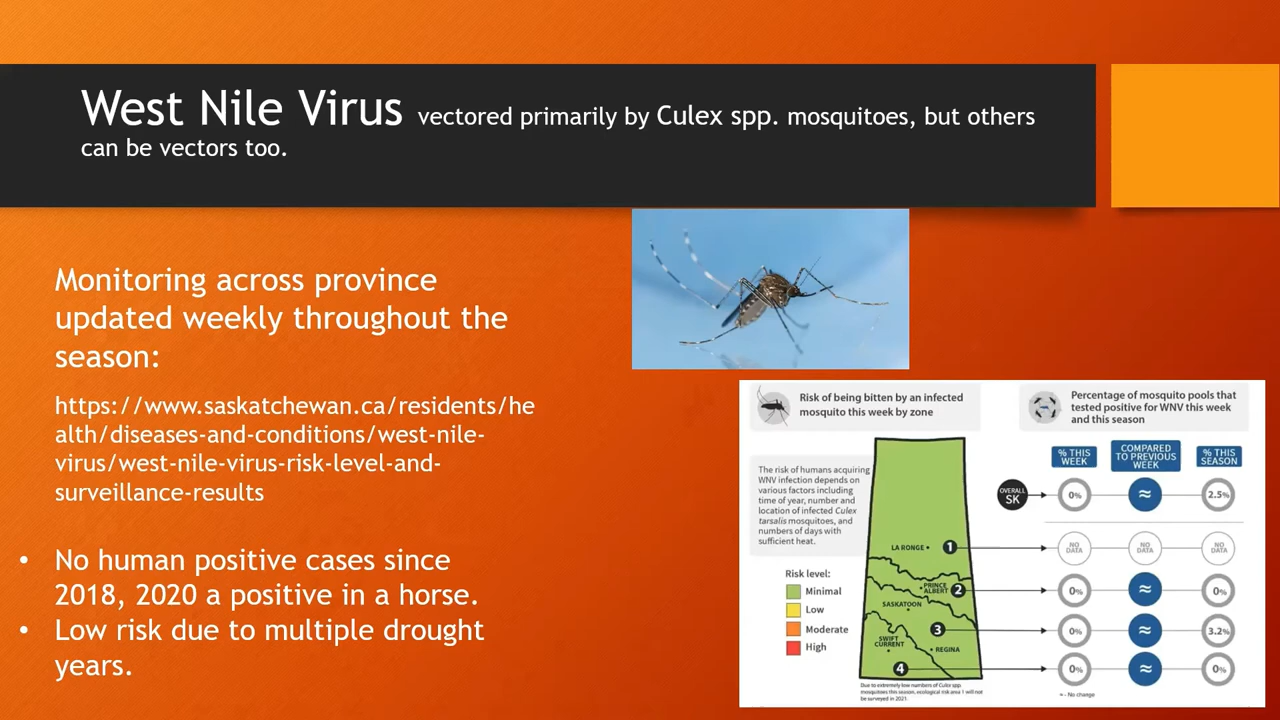 West Nile Virus vectored primarily by Culex spp. mosquitoes, but others
can be vectors too.
Monitoring across province
updated weekly throughout the
season:
https://www.saskatchewan.ca/residents/he
alth/diseases-and-conditions/west-nile-
virus/west-nile-virus-risk-level-and-
surveillance-results
• No human positive cases since
2018, 2020 a positive in a horse.
• Low risk due to multiple drought
years.
Risk of being bitten by an infected
mosquito this week by zone
The risk of humans acquiring
WNV infection depends on
various factors including
time of year, number and
location of infected Culex
tarsalis mosquitoes, and
numbers of days with
sufficient heat.
Risk level:
Minimal
Low
Moderate
High
LA RONGE • 1
PRINCE
ALBERT 2
SASKATOON
3
SWIFT
CURRENT
REGINA
4
Due to extremely low numbers of Culex spp.
mosquitoes this season, ecological risk area 1 will not
be surveyed in 2021.
Percentage of mosquito pools that
tested positive for WNV this week
and this season
% THIS
WEEK
COMPARED
TO PREVIOUS
WEEK
% THIS
SEASON
OVERALL
SK
0% ≈ 2.5%
NO
DATA
NO
DATA
NO
DATA
0% ≈ 0%
0% ≈ 3.2%
0% ≈ 0%
≈ - No change